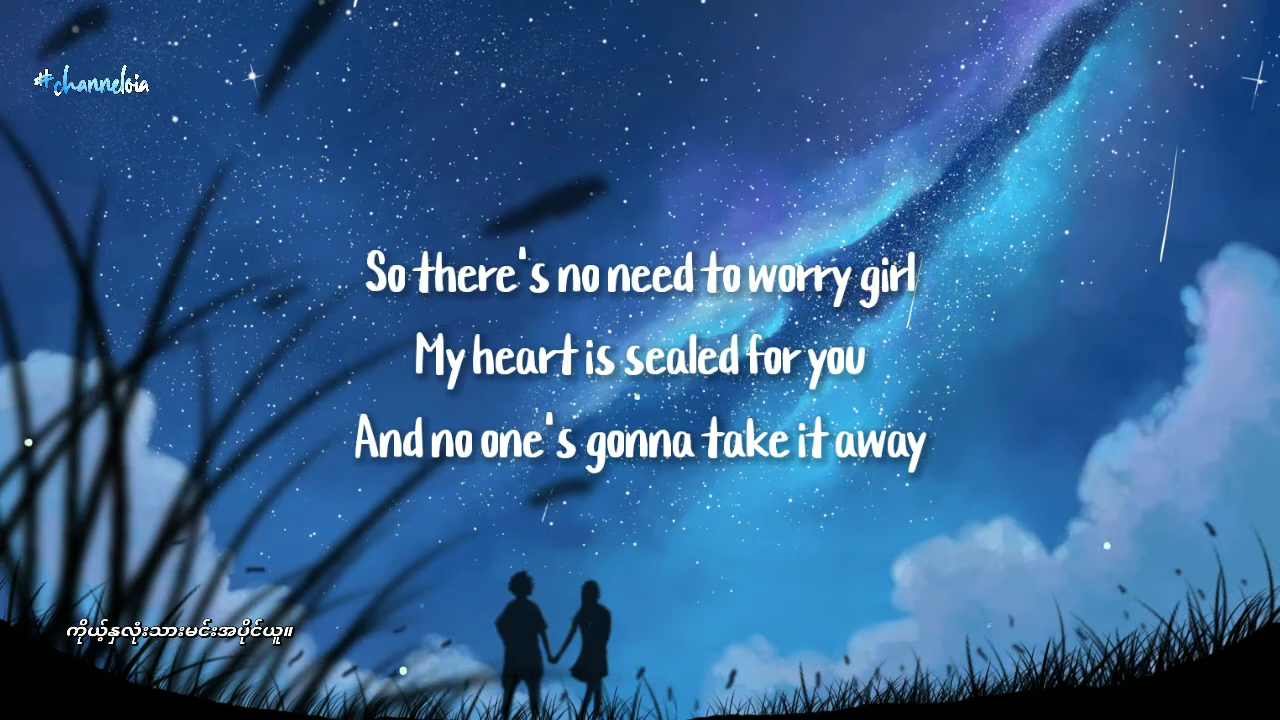 #channeloia
So there's no need to worry girl
My heart is sealed for you
And no one's gonna take it away
ကိုယ့်နှလုံးသားမင်းအပိုင်ယူ။